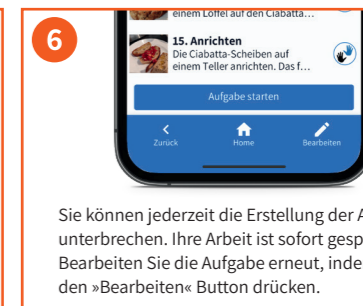 6
einem Löffel auf den Ciabatta…
15. Anrichten
Die Ciabatta-Scheiben auf
einem Teller anrichten. Das f…
Aufgabe starten
Zurück Home Bearbeiten
Sie können jederzeit die Erstellung der A
unterbrechen. Ihre Arbeit ist sofort gesp
Bearbeiten Sie die Aufgabe erneut, inde
den »Bearbeiten« Button drücken.